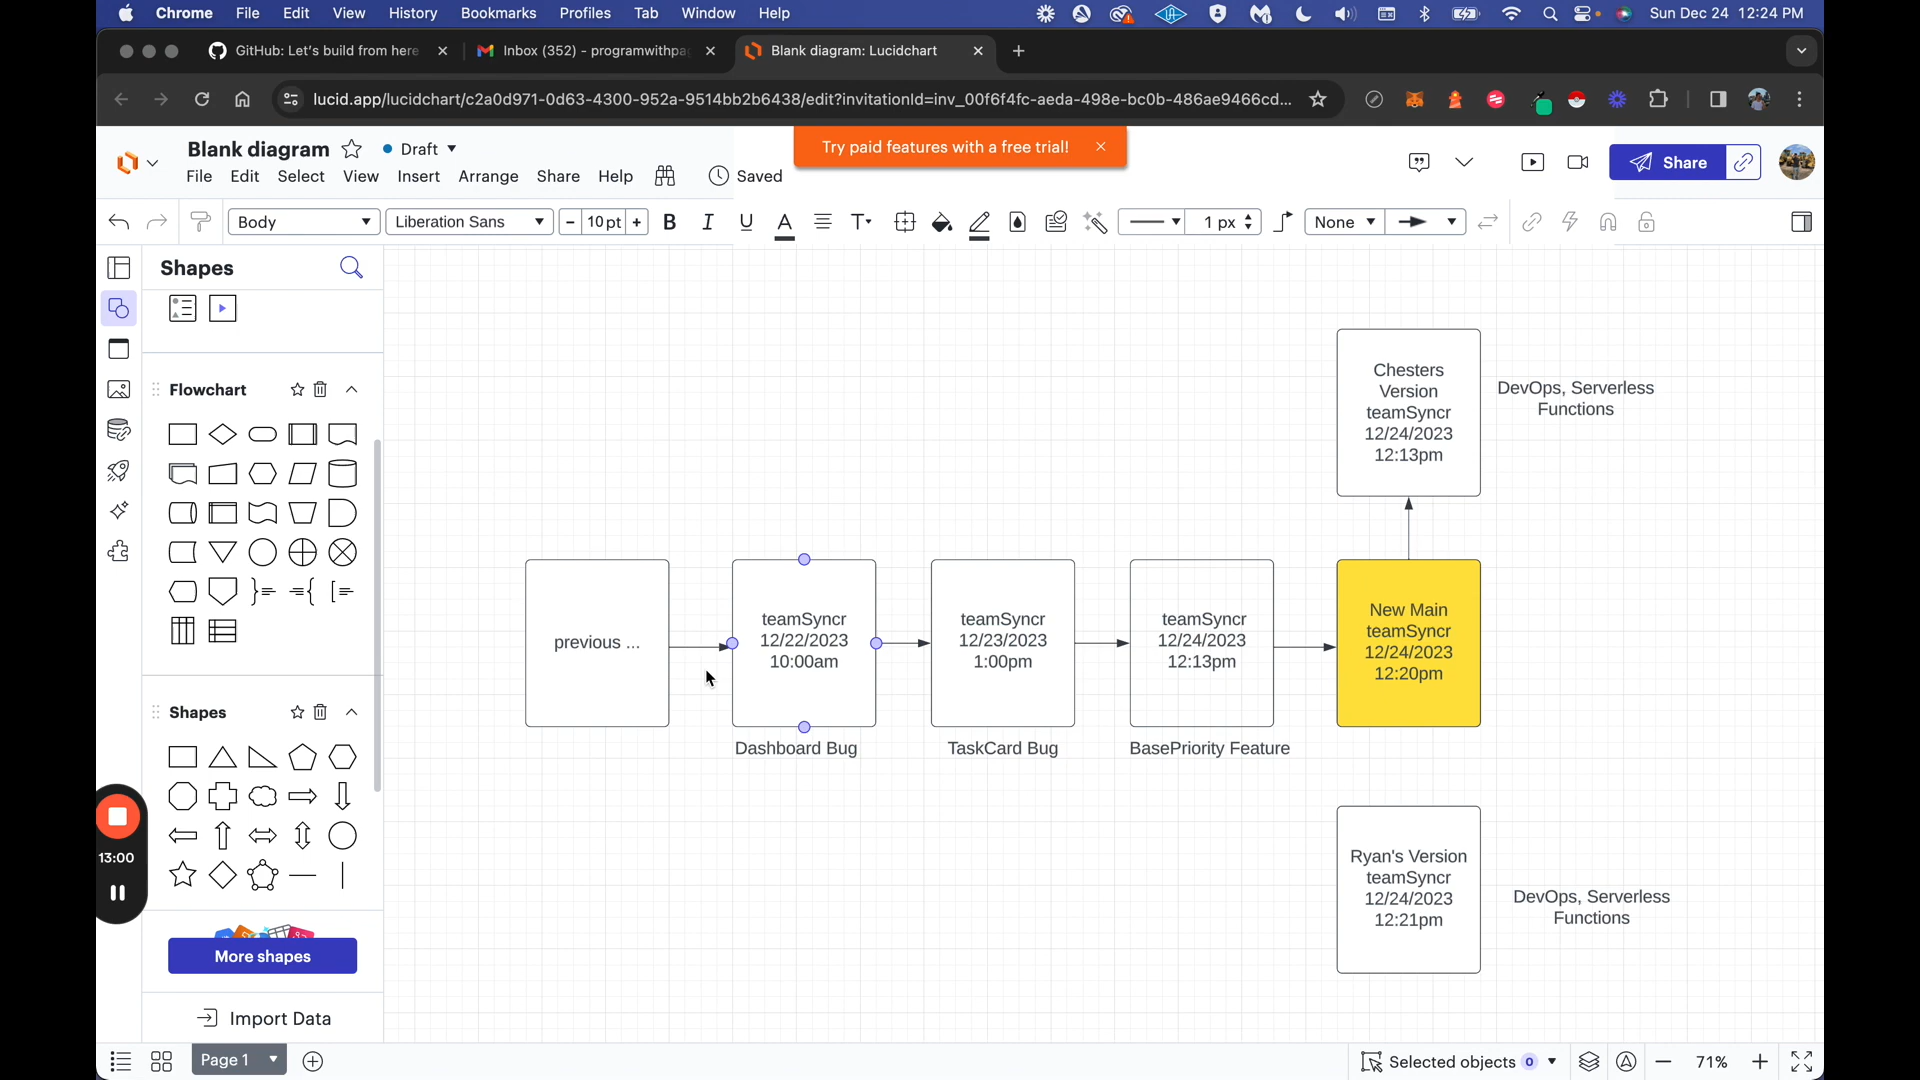 Chrome File Edit View History Bookmarks Profiles Tab Window Help Sun Dec 24 12:24 PM
GitHub: Let's build from here Inbox (352) - programwithpa Blank diagram: Lucidchart
lucid.app/lucidchart/c2a0d971-0d63-4300-952a-9514bb2b6438/edit?invitationId=inv_00f6f4fc-aeda-498e-bc0b-486ae9466cd...
Try paid features with a free trial!
Blank diagram Draft
File Edit Select View Insert Arrange Share Help Saved
Share
Body Liberation Sans - 10 pt + B I U A T 1 px None
Shapes
Flowchart
Shapes
More shapes
Import Data
13:00
Chesters
Version
teamSyncr
12/24/2023
12:13pm
DevOps, Serverless
Functions
previous ...
teamSyncr
12/22/2023
10:00am
Dashboard Bug
teamSyncr
12/23/2023
1:00pm
TaskCard Bug
teamSyncr
12/24/2023
12:13pm
BasePriority Feature
New Main
teamSyncr
12/24/2023
12:20pm
Ryan's Version
teamSyncr
12/24/2023
12:21pm
DevOps, Serverless
Functions
Page 1
Selected objects 0 71%